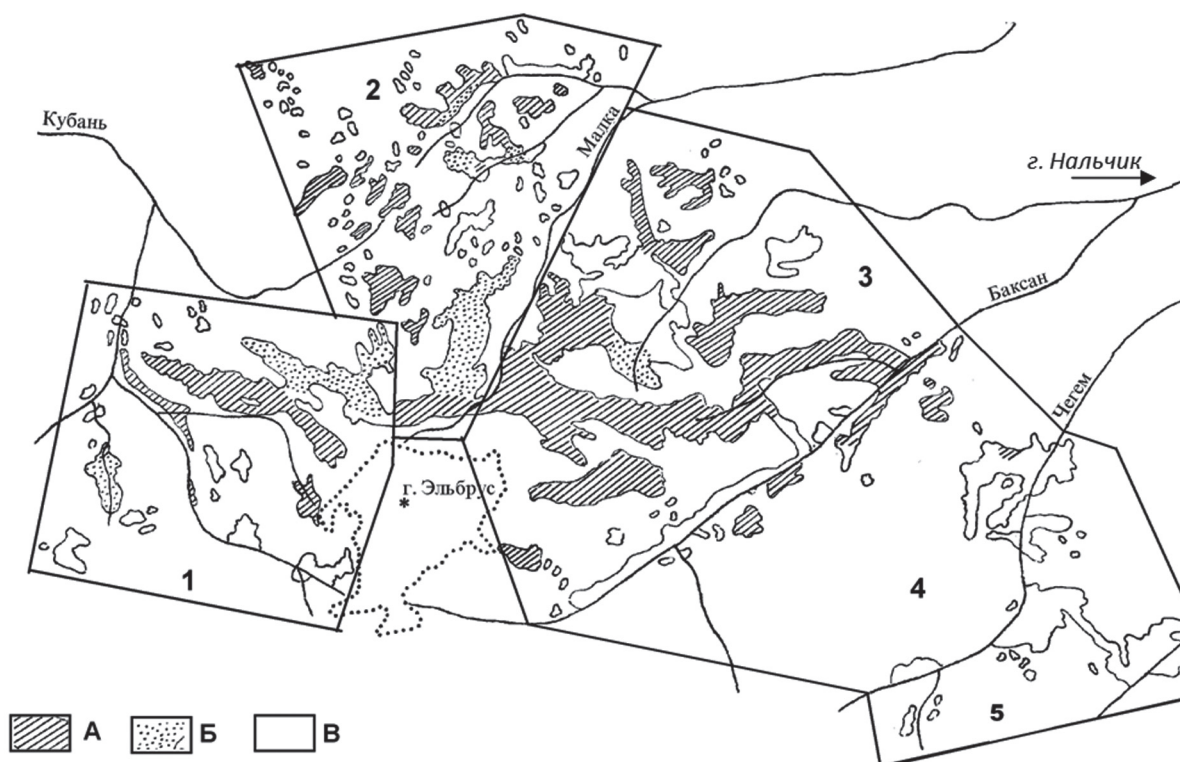 2
Кубань
Малка
г. Нальчик
3
Баксан
Чегем
г. Эльбрус
*
1
4
5
А
Б
В